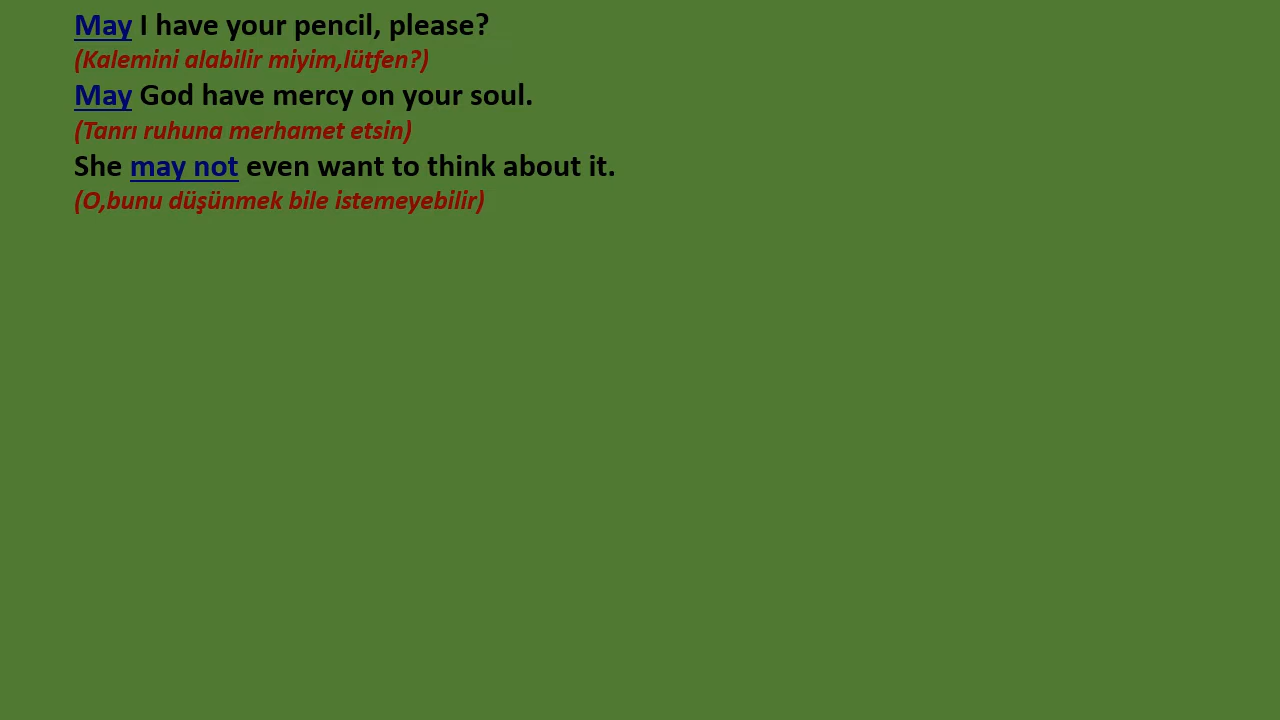 May I have your pencil, please?
(Kalemini alabilir miyim,lütfen?)
May God have mercy on your soul.
(Tanrı ruhuna merhamet etsin)
She may not even want to think about it.
(O,bunu düşünmek bile istemeyebilir)